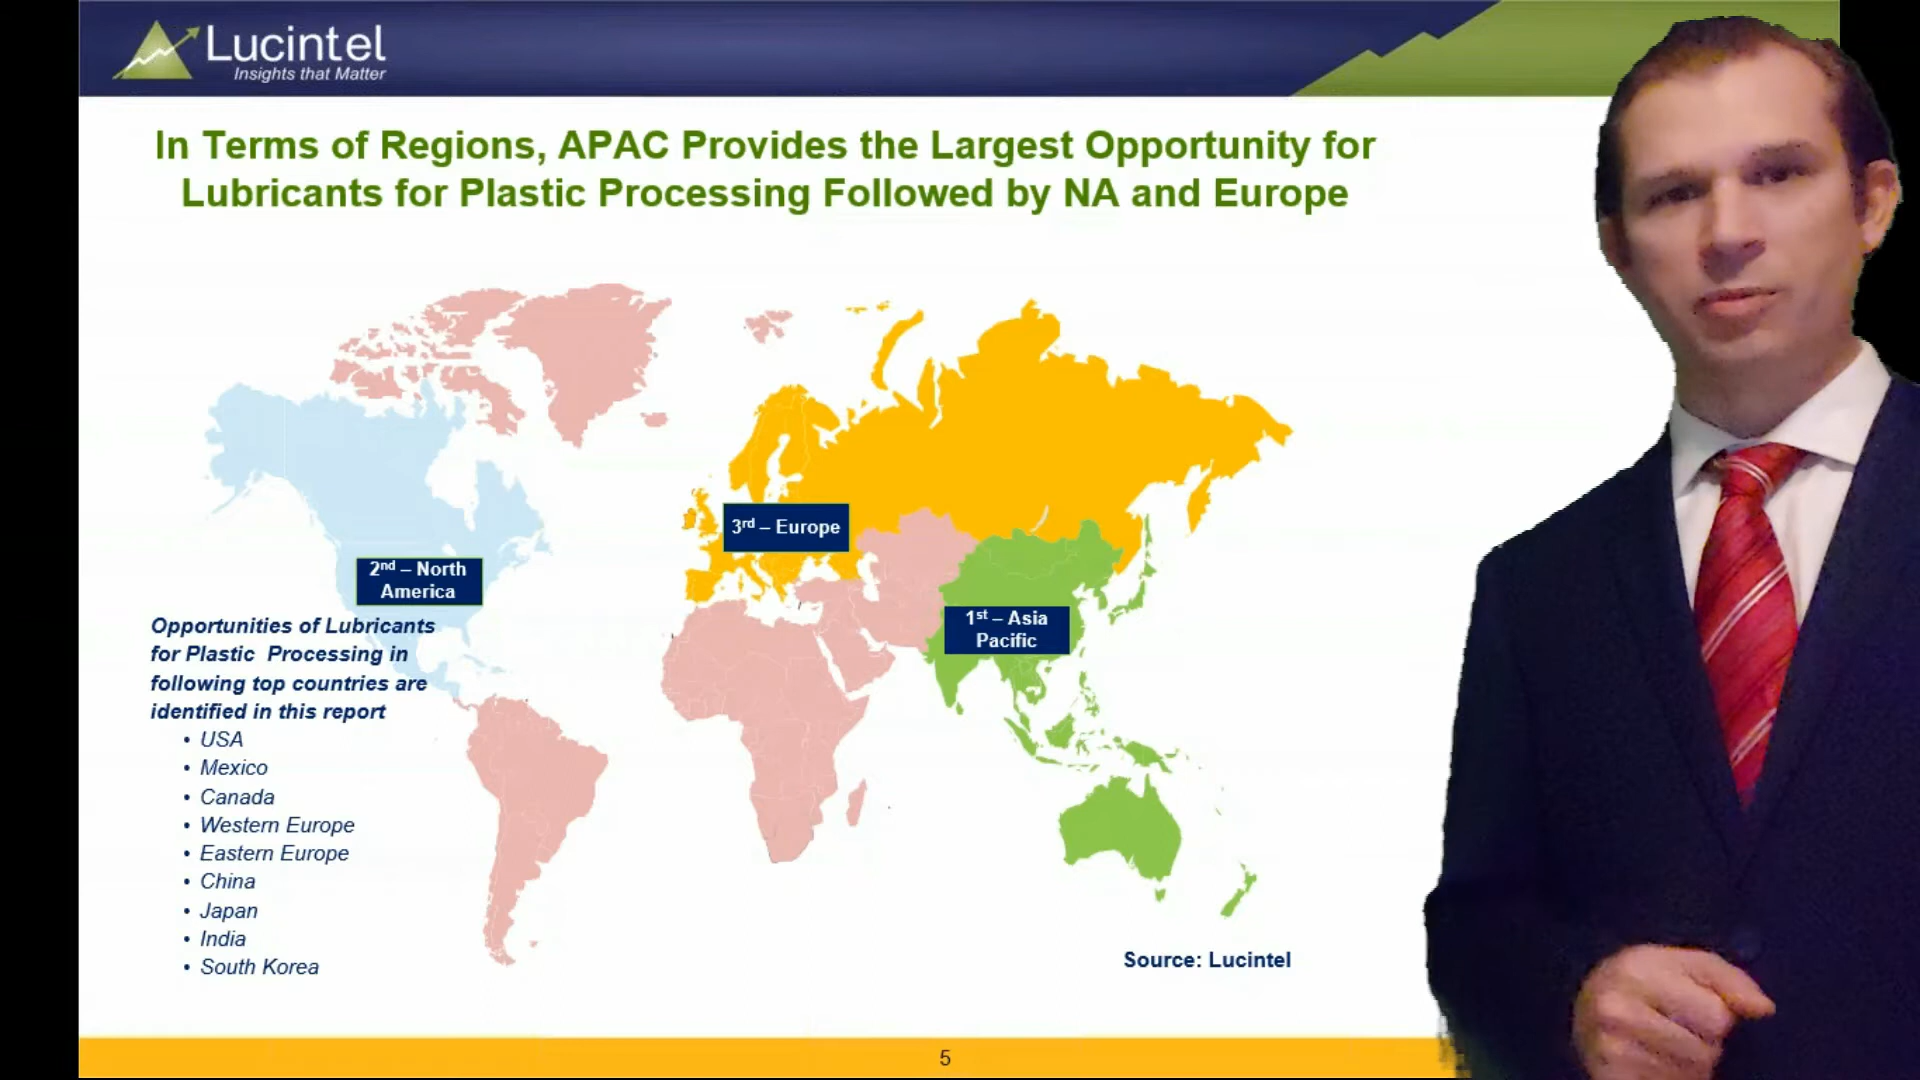 Lucintel
Insights that Matter
In Terms of Regions, APAC Provides the Largest Opportunity for
Lubricants for Plastic Processing Followed by NA and Europe
3rd – Europe
2nd – North
America
1st – Asia
Pacific
Opportunities of Lubricants
for Plastic Processing in
following top countries are
identified in this report
• USA
• Mexico
• Canada
• Western Europe
• Eastern Europe
• China
• Japan
• India
• South Korea
Source: Lucintel
5